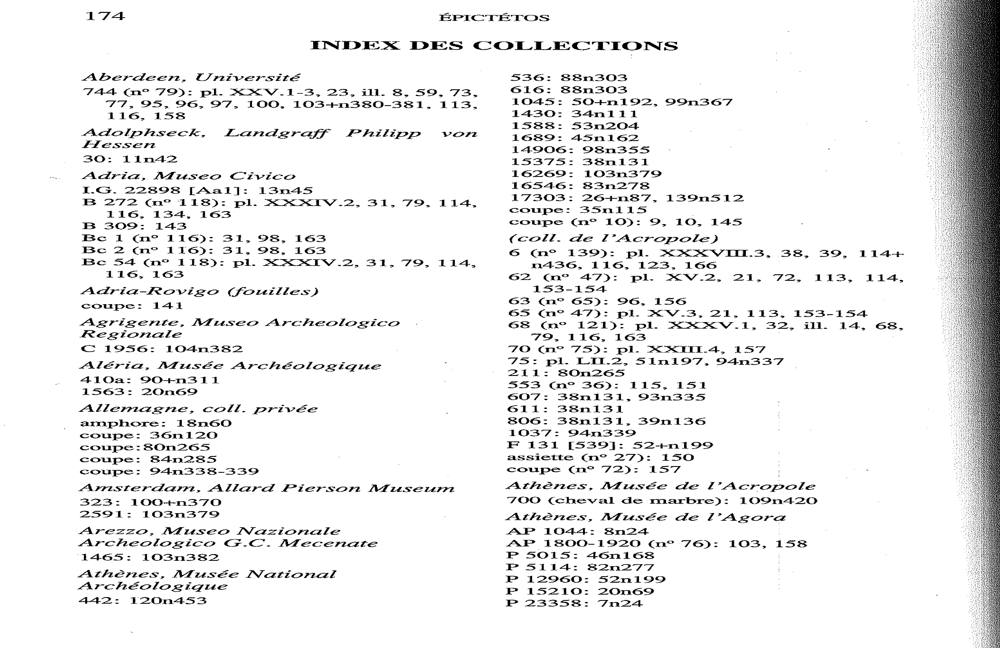 174
ÉPICTÉTOS
INDEX DES COLLECTIONS
Aberdeen, Université
744 (nº 79): pl. XXV.1-3, 23, ill. 8, 59, 73,
77, 95, 96, 97, 100, 103+n380-381, 113,
116, 158
Adolphseck, Landgraff Philipp von
Hessen
30: 11n42
Adria, Museo Civico
I.G. 22898 [Aa1]: 13n45
B 272 (nº 118): pl. XXXIV.2, 31, 79, 114,
116, 134, 163
B 309: 143
Bc 1 (nº 116): 31, 98, 163
Bc 2 (nº 116): 31, 98, 163
Bc 54 (nº 118): pl. XXXIV.2, 31, 79, 114,
116, 163
Adria-Rovigo (fouilles)
coupe: 141
Agrigente, Museo Archeologico
Regionale
C 1956: 104n382
Aléria, Musée Archéologique
410a: 90+n311
1563: 20n69
Allemagne, coll. privée
amphore: 18n60
coupe: 36n120
coupe:80n265
coupe: 84n285
coupe: 94n338-339
Amsterdam, Allard Pierson Museum
323: 100+n370
2591: 103n379
Arezzo, Museo Nazionale
Archeologico G.C. Mecenate
1465: 103n382
Athènes, Musée National
Archéologique
442: 120n453
536: 88n303
616: 88n303
1045: 50+n192, 99n367
1430: 34n111
1588: 53n204
1689: 45n162
14906: 98n355
15375: 38n131
16269: 103n379
16546: 83n278
17303: 26+n87, 139n512
coupe: 35n115
coupe (nº 10): 9, 10, 145
(coll. de l'Acropole)
6 (nº 139): pl. XXXVIII.3, 38, 39, 114+
n436, 116, 123, 166
62 (nº 47): pl. XV.2, 21, 72, 113, 114,
153-154
63 (nº 65): 96, 156
65 (nº 47): pl. XV.3, 21, 113, 153-154
68 (nº 121): pl. XXXV.1, 32, ill. 14, 68,
79, 116, 163
70 (nº 75): pl. XXIII.4, 157
75: pl. LII.2, 51n197, 94n337
211: 80n265
553 (nº 36): 115, 151
607: 38n131, 93n335
611: 38n131
806: 38n131, 39n136
1037: 94n339
F 131 [539]: 52+n199
assiette (nº 27): 150
coupe (nº 72): 157
Athènes, Musée de l'Acropole
700 (cheval de marbre): 109n420
Athènes, Musée de l'Agora
AP 1044: 8n24
AP 1800-1920 (nº 76): 103, 158
P 5015: 46n168
P 5114: 82n277
P 12960: 52n199
P 15210: 20n69
P 23358: 7n24